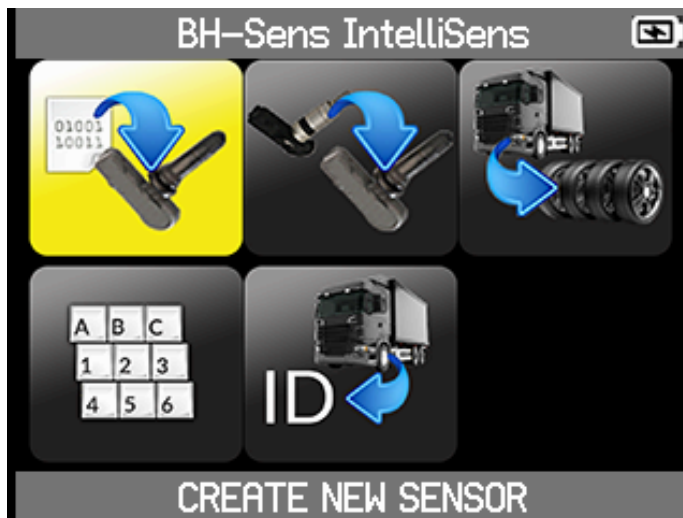 BH-Sens IntelliSens
01001
10011
A B C
1 2 3
4 5 6
ID
CREATE NEW SENSOR